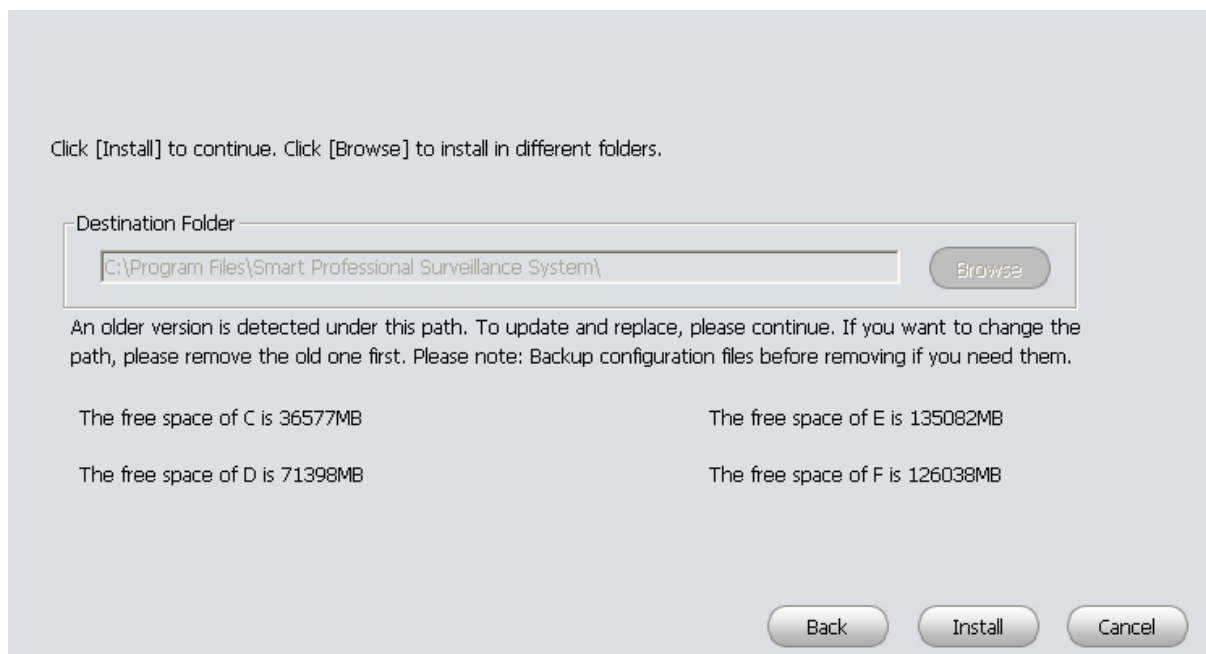 Click [Install] to continue. Click [Browse] to install in different folders.
Destination Folder
C:\Program Files\Smart Professional Surveillance System\
Browse
An older version is detected under this path. To update and replace, please continue. If you want to change the
path, please remove the old one first. Please note: Backup configuration files before removing if you need them.
The free space of C is 36577MB
The free space of E is 135082MB
The free space of D is 71398MB
The free space of F is 126038MB
Back
Install
Cancel